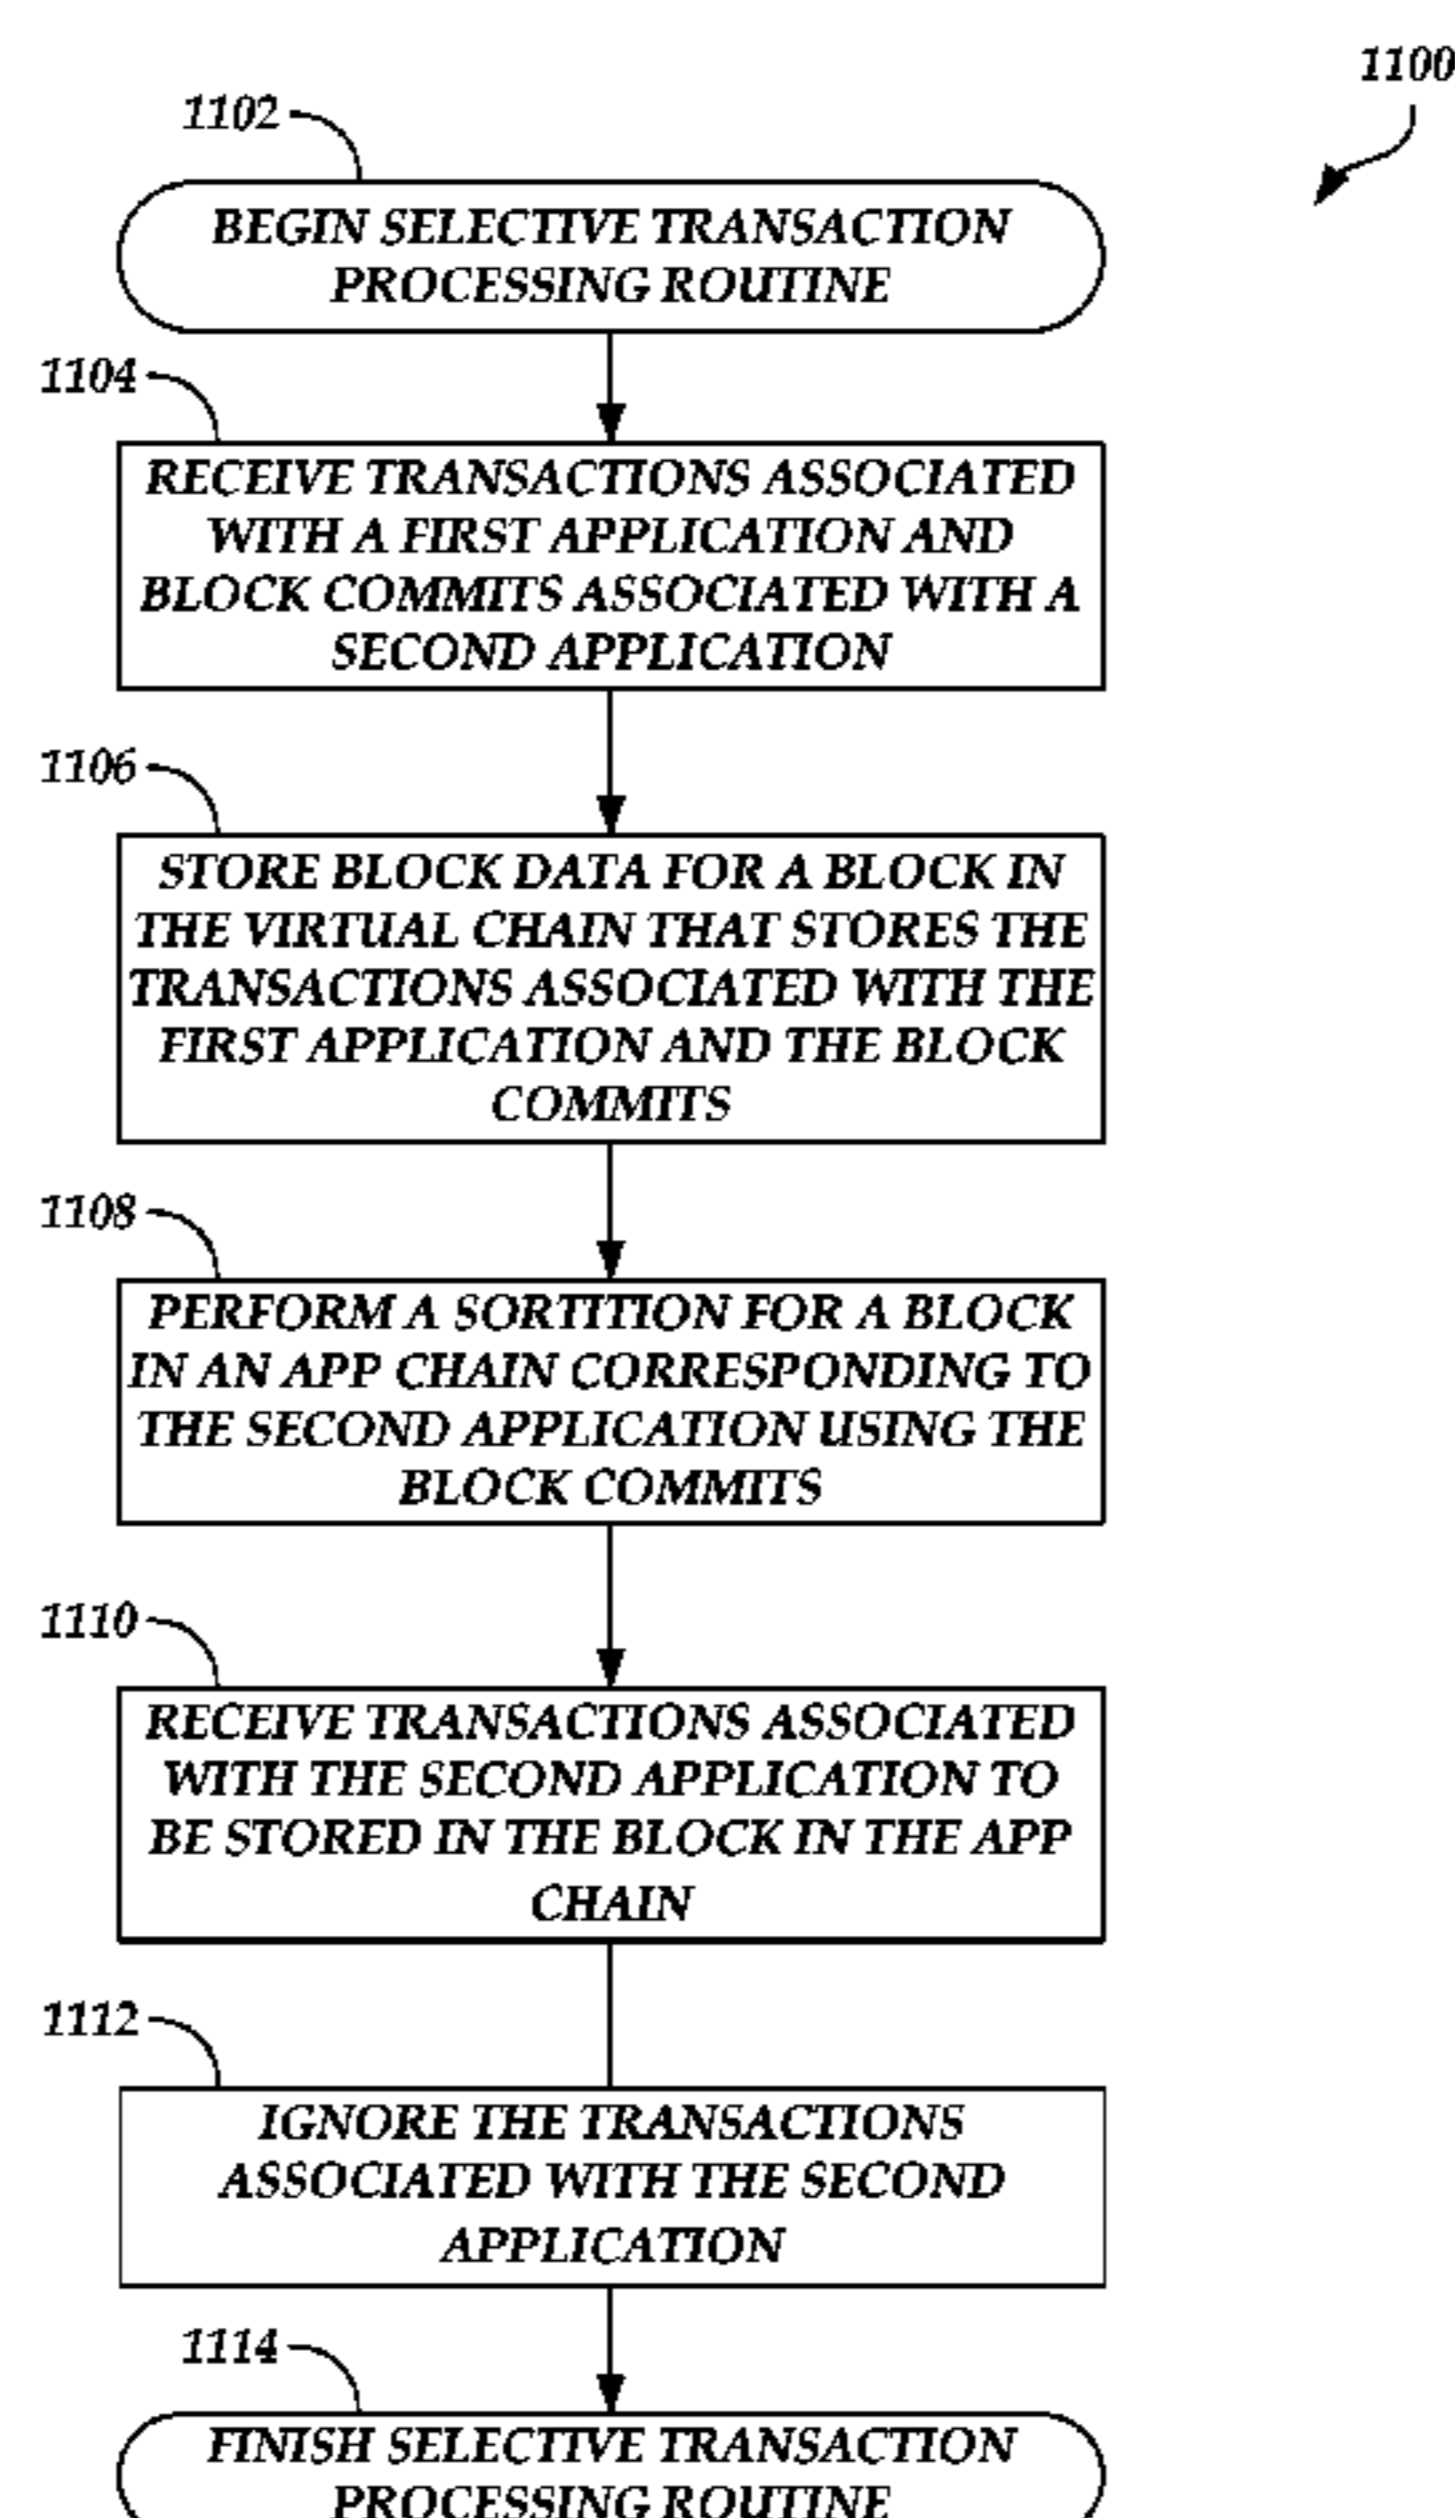 1100
1102
BEGIN SELECTIVE TRANSACTION
PROCESSING ROUTINE
1104
RECEIVE TRANSACTIONS ASSOCIATED
WITH A FIRST APPLICATION AND
BLOCK COMMITS ASSOCIATED WITH A
SECOND APPLICATION
1106
STORE BLOCK DATA FOR A BLOCK IN
THE VIRTUAL CHAIN THAT STORES THE
TRANSACTIONS ASSOCIATED WITH THE
FIRST APPLICATION AND THE BLOCK
COMMITS
1108
PERFORM A SORTITION FOR A BLOCK
IN AN APP CHAIN CORRESPONDING TO
THE SECOND APPLICATION USING THE
BLOCK COMMITS
1110
RECEIVE TRANSACTIONS ASSOCIATED
WITH THE SECOND APPLICATION TO
BE STORED IN THE BLOCK IN THE APP
CHAIN
1112
IGNORE THE TRANSACTIONS
ASSOCIATED WITH THE SECOND
APPLICATION
1114
FINISH SELECTIVE TRANSACTION
PROCESSING ROUTINE